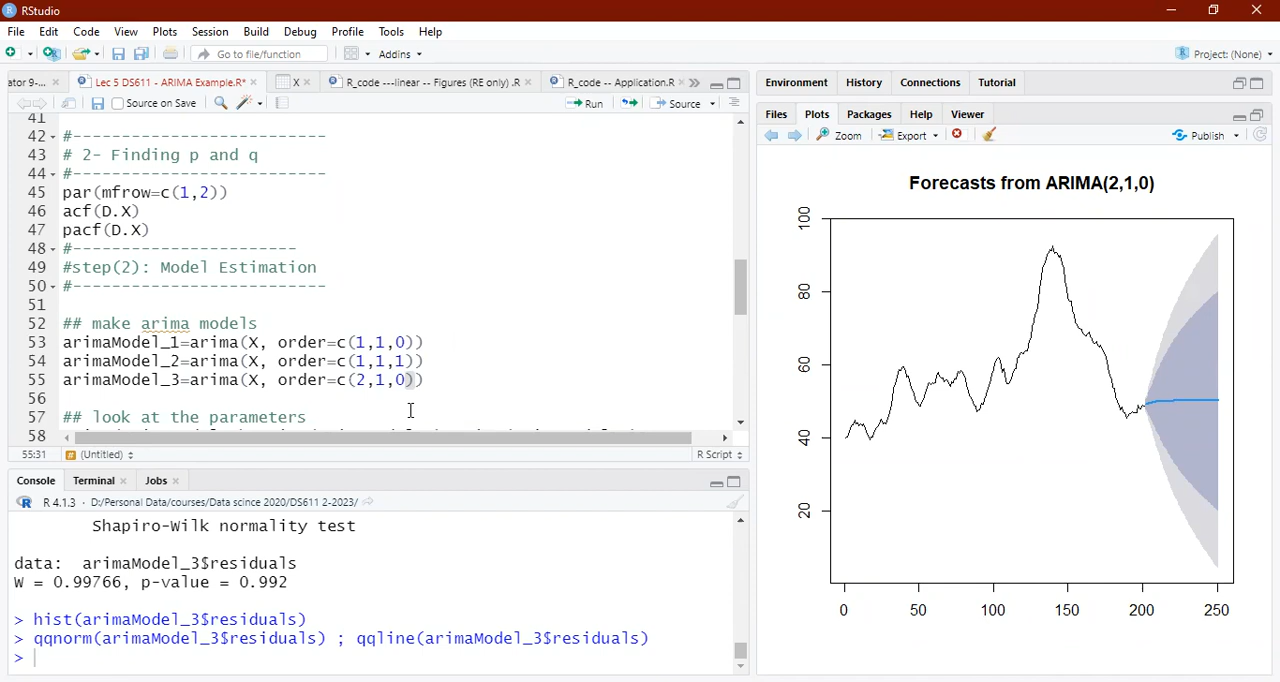 RStudio
File Edit Code View Plots Session Build Debug Profile Tools Help
Go to file/function Addins Project: (None)
ator 9-... Lec 5 DS611 - ARIMA Example.R* X R_code ---linear -- Figures (RE only) .R R_code -- Application.R
Source on Save Run Source
41
42 #--------------------------
43 # 2- Finding p and q
44 #--------------------------
45 par(mfrow=c(1,2))
46 acf(D.X)
47 pacf(D.X)
48 #-----------------------
49 #step(2): Model Estimation
50 #--------------------------
51
52 ## make arima models
53 arimaModel_1=arima(X, order=c(1,1,0))
54 arimaModel_2=arima(X, order=c(1,1,1))
55 arimaModel_3=arima(X, order=c(2,1,0))
56
57 ## look at the parameters
58
55:31 (Untitled) R Script
Console Terminal Jobs
R 4.1.3 · D:/Personal Data/courses/Data scince 2020/DS611 2-2023/
Shapiro-Wilk normality test
data: arimaModel_3$residuals
W = 0.99766, p-value = 0.992
> hist(arimaModel_3$residuals)
> qqnorm(arimaModel_3$residuals) ; qqline(arimaModel_3$residuals)
>
Environment History Connections Tutorial
Files Plots Packages Help Viewer
Zoom Export Publish
Forecasts from ARIMA(2,1,0)
100
80
60
40
20
0 50 100 150 200 250